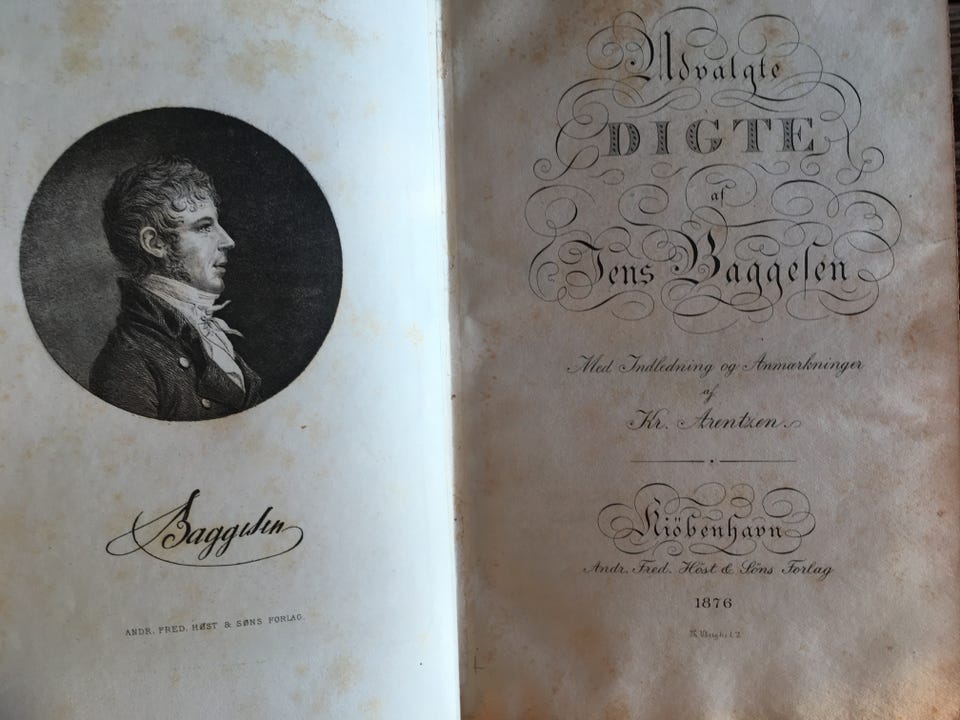 Baggesen
ANDR. FRED. HØST & SØNS FORLAG.
Udvalgte
DIGTE
af
Jens Baggeſen
Med Indledning og Anmærkninger
af
Kr. Arentzen.
Kiöbenhavn
Andr. Fred. Höst & Söns Forlag
1876